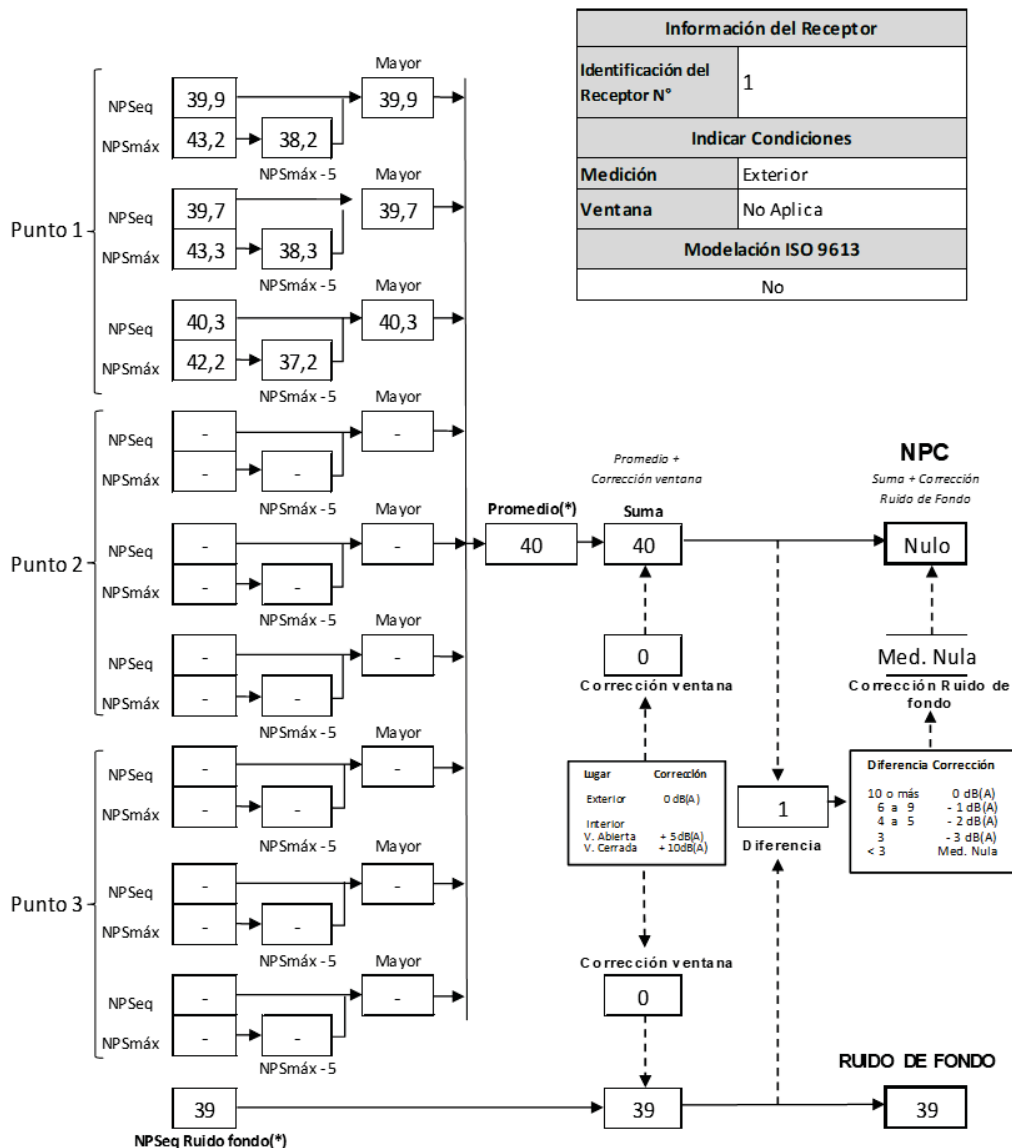 Información del Receptor
Identificación del Receptor N°
1
Indicar Condiciones
Medición
Exterior
Ventana
No Aplica
Modelación ISO 9613
No
Punto 1
Mayor
NPSeq
39,9
39,9
NPSmáx
43,2
38,2
NPSmáx - 5
Mayor
NPSeq
39,7
39,7
NPSmáx
43,3
38,3
NPSmáx - 5
Mayor
NPSeq
40,3
40,3
NPSmáx
42,2
37,2
NPSmáx - 5
Punto 2
Mayor
NPSeq
-
-
NPSmáx
-
-
NPSmáx - 5
Mayor
NPSeq
-
-
NPSmáx
-
-
NPSmáx - 5
Mayor
NPSeq
-
-
NPSmáx
-
-
NPSmáx - 5
Punto 3
Mayor
NPSeq
-
-
NPSmáx
-
-
NPSmáx - 5
Mayor
NPSeq
-
-
NPSmáx
-
-
NPSmáx - 5
Mayor
NPSeq
-
-
NPSmáx
-
-
NPSmáx - 5
Promedio(*)
40
Promedio +
Corrección ventana
Suma
40
NPC
Suma + Corrección
Ruido de Fondo
Nulo
0
Corrección ventana
Med. Nula
Corrección Ruido de
fondo
Lugar Corrección
Exterior 0 dB(A)
Interior
V. Abierta + 5 dB(A)
V. Cerrada + 10dB(A)
1
Diferencia
Diferencia Corrección
10 o más 0 dB(A)
6 a 9 - 1 dB(A)
4 a 5 - 2 dB(A)
3 - 3 dB(A)
< 3 Med. Nula
Corrección ventana
0
39
NPSeq Ruido fondo(*)
39
RUIDO DE FONDO
39